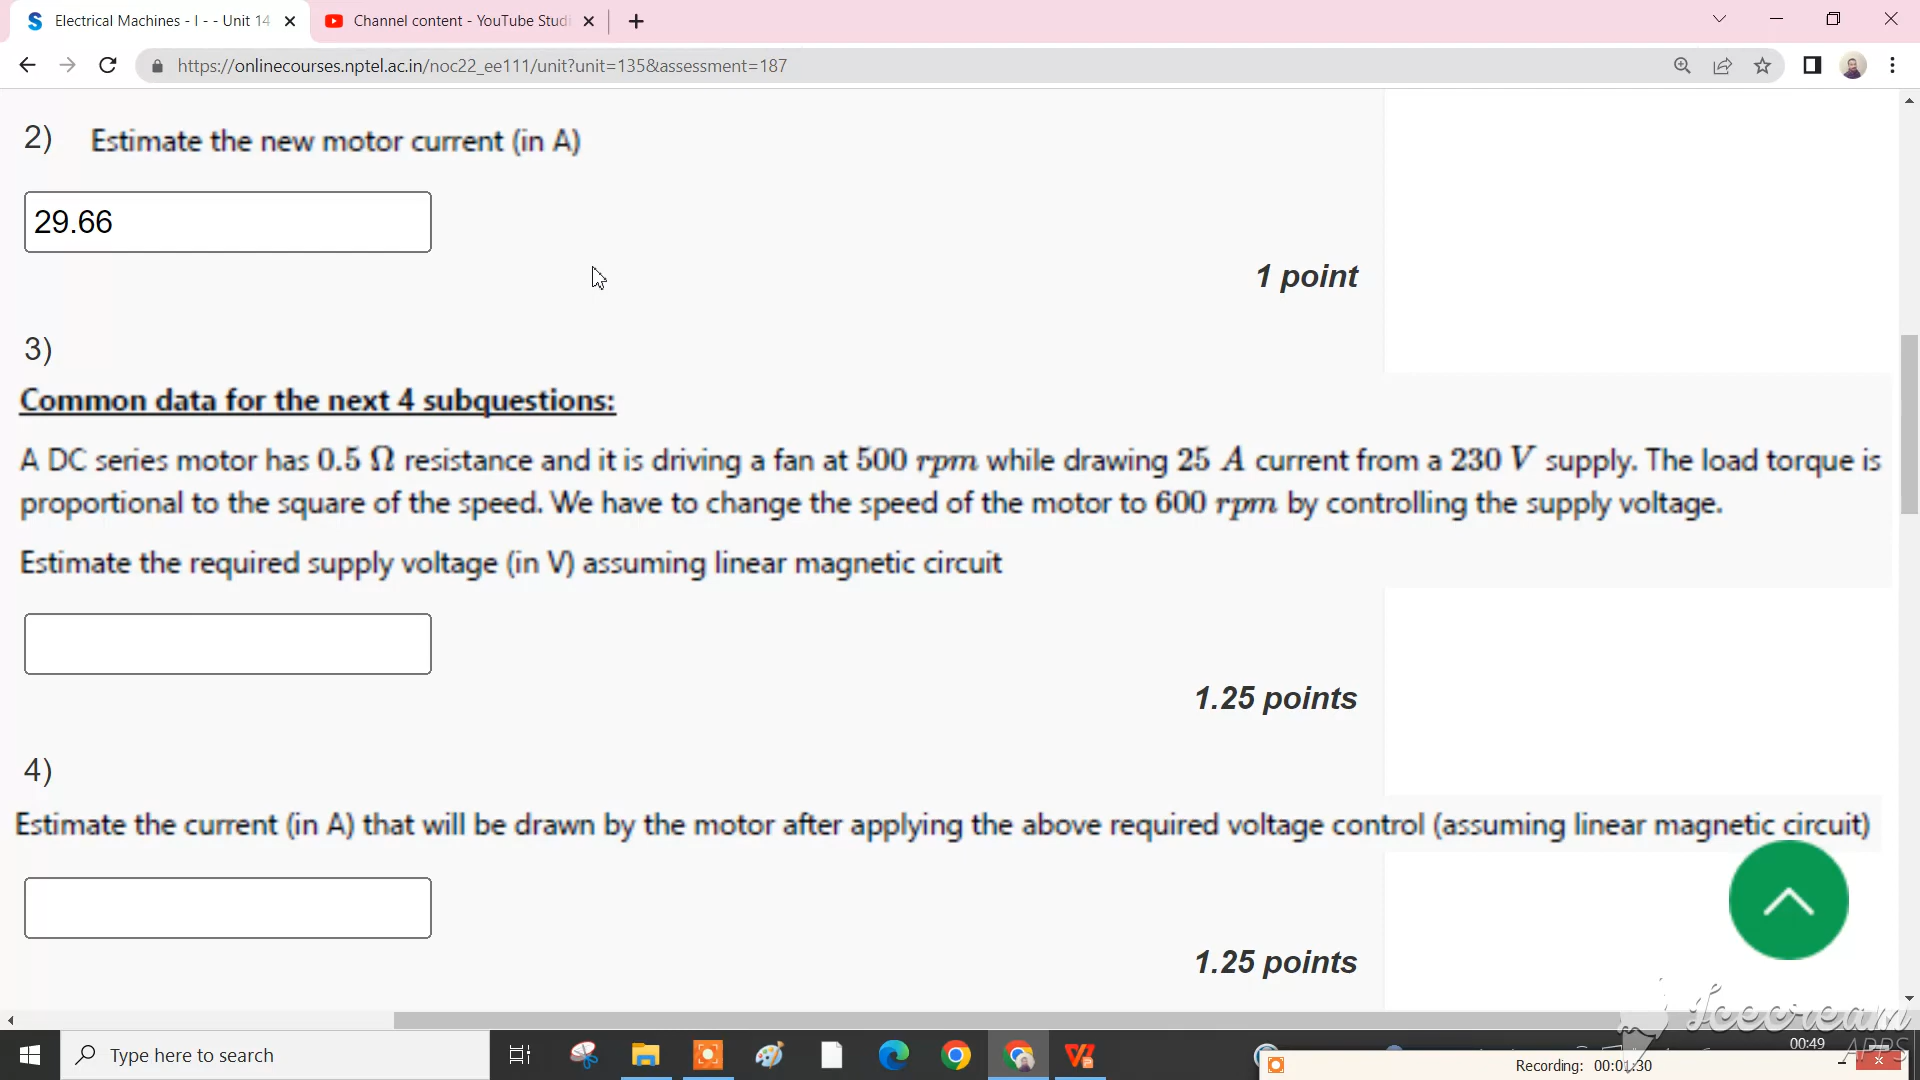 Electrical Machines - I - - Unit 14
Channel content - YouTube Studi
https://onlinecourses.nptel.ac.in/noc22_ee111/unit?unit=135&assessment=187
2) Estimate the new motor current (in A)
29.66
1 point
3)
Common data for the next 4 subquestions:
A DC series motor has 0.5 Ω resistance and it is driving a fan at 500 rpm while drawing 25 A current from a 230 V supply. The load torque is
proportional to the square of the speed. We have to change the speed of the motor to 600 rpm by controlling the supply voltage.
Estimate the required supply voltage (in V) assuming linear magnetic circuit
1.25 points
4)
Estimate the current (in A) that will be drawn by the motor after applying the above required voltage control (assuming linear magnetic circuit)
1.25 points
Icecream
APPS
Type here to search
00:49
Recording: 00:01:30